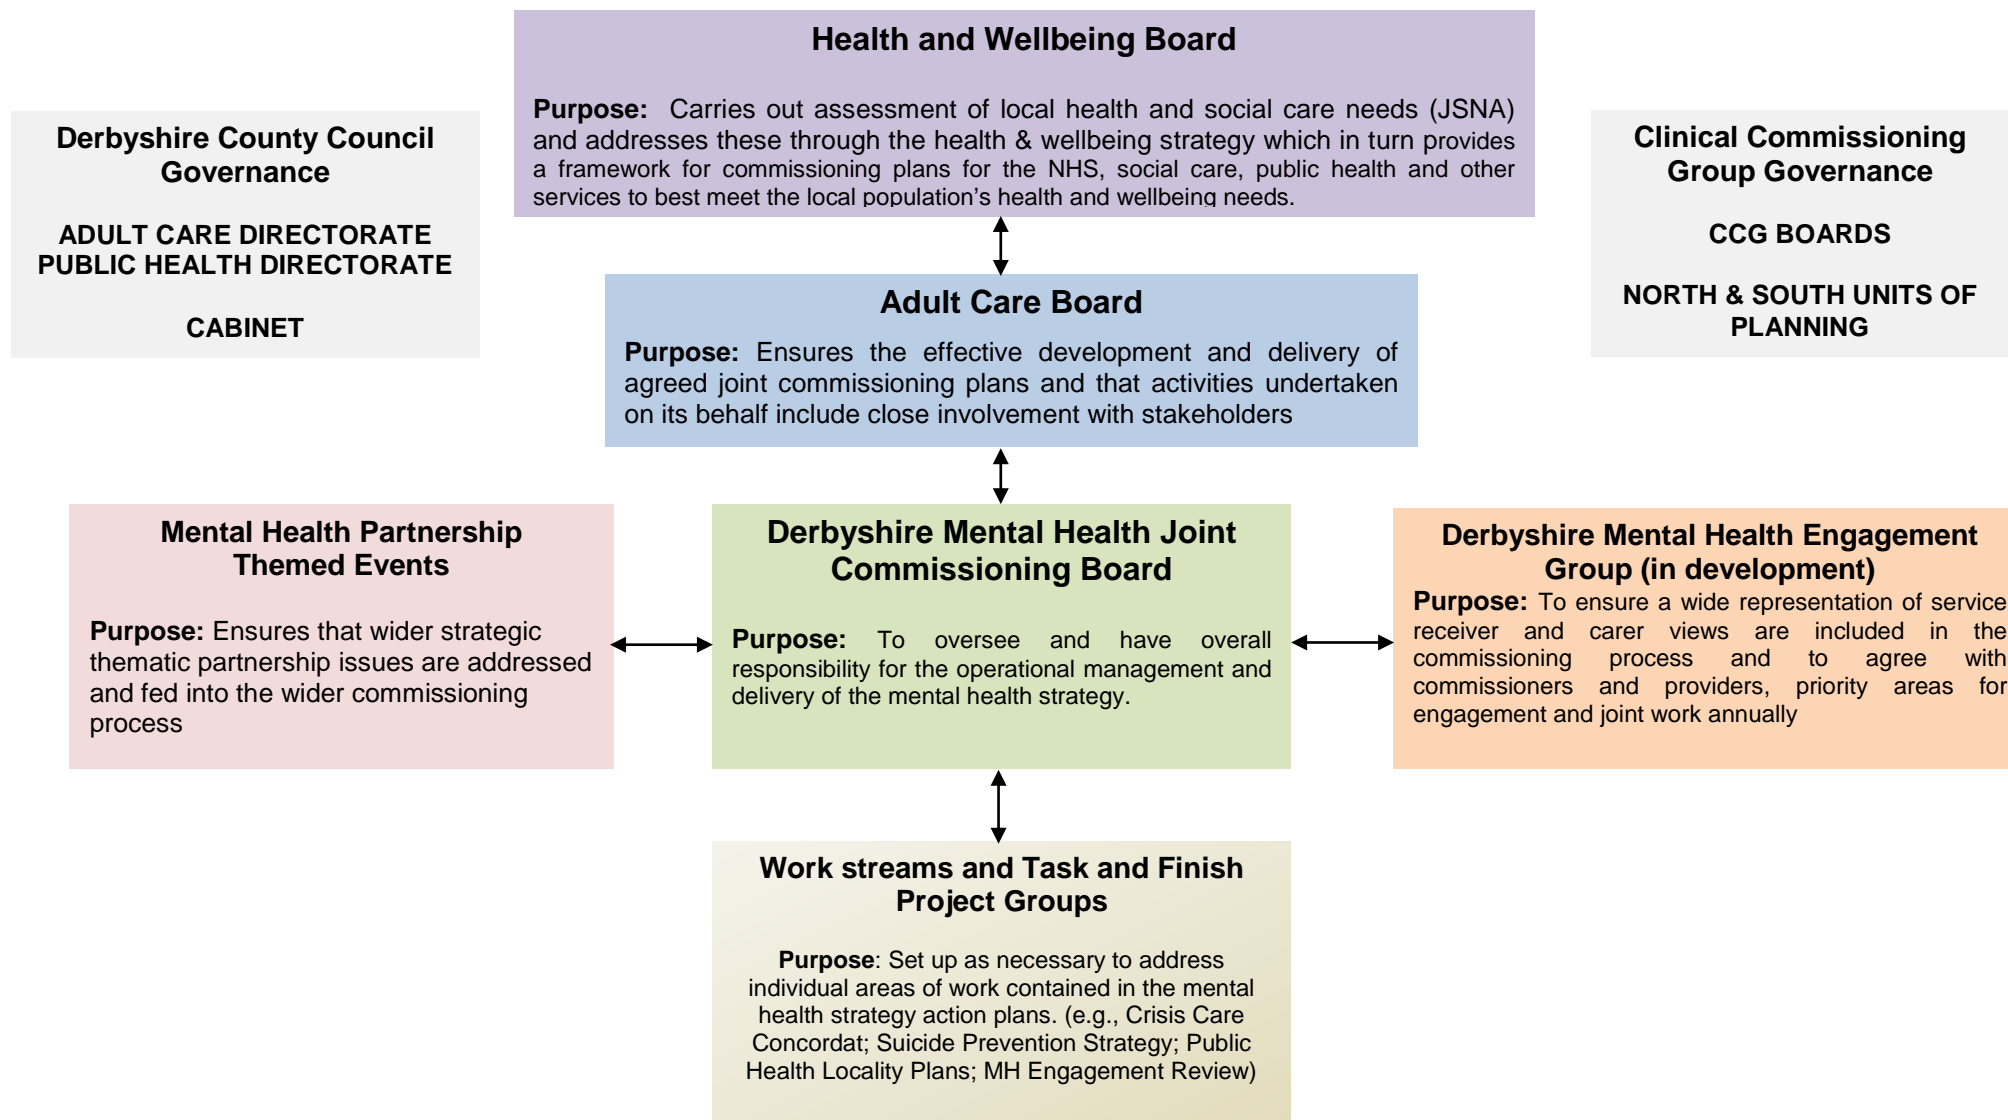 Health and Wellbeing Board
Purpose: Carries out assessment of local health and social care needs (JSNA)
and addresses these through the health & wellbeing strategy which in turn provides
a framework for commissioning plans for the NHS, social care, public health and other
services to best meet the local population's health and wellbeing needs.
Derbyshire County Council
Governance
ADULT CARE DIRECTORATE
PUBLIC HEALTH DIRECTORATE
CABINET
Clinical Commissioning
Group Governance
CCG BOARDS
NORTH & SOUTH UNITS OF
PLANNING
Adult Care Board
Purpose: Ensures the effective development and delivery of
agreed joint commissioning plans and that activities undertaken
on its behalf include close involvement with stakeholders
Mental Health Partnership
Themed Events
Purpose: Ensures that wider strategic
thematic partnership issues are addressed
and fed into the wider commissioning
process
Derbyshire Mental Health Joint
Commissioning Board
Purpose: To oversee and have overall
responsibility for the operational management and
delivery of the mental health strategy.
Derbyshire Mental Health Engagement
Group (in development)
Purpose: To ensure a wide representation of service
receiver and carer views are included in the
commissioning process and to agree with
commissioners and providers, priority areas for
engagement and joint work annually
Work streams and Task and Finish
Project Groups
Purpose: Set up as necessary to address
individual areas of work contained in the mental
health strategy action plans. (e.g., Crisis Care
Concordat; Suicide Prevention Strategy; Public
Health Locality Plans; MH Engagement Review)